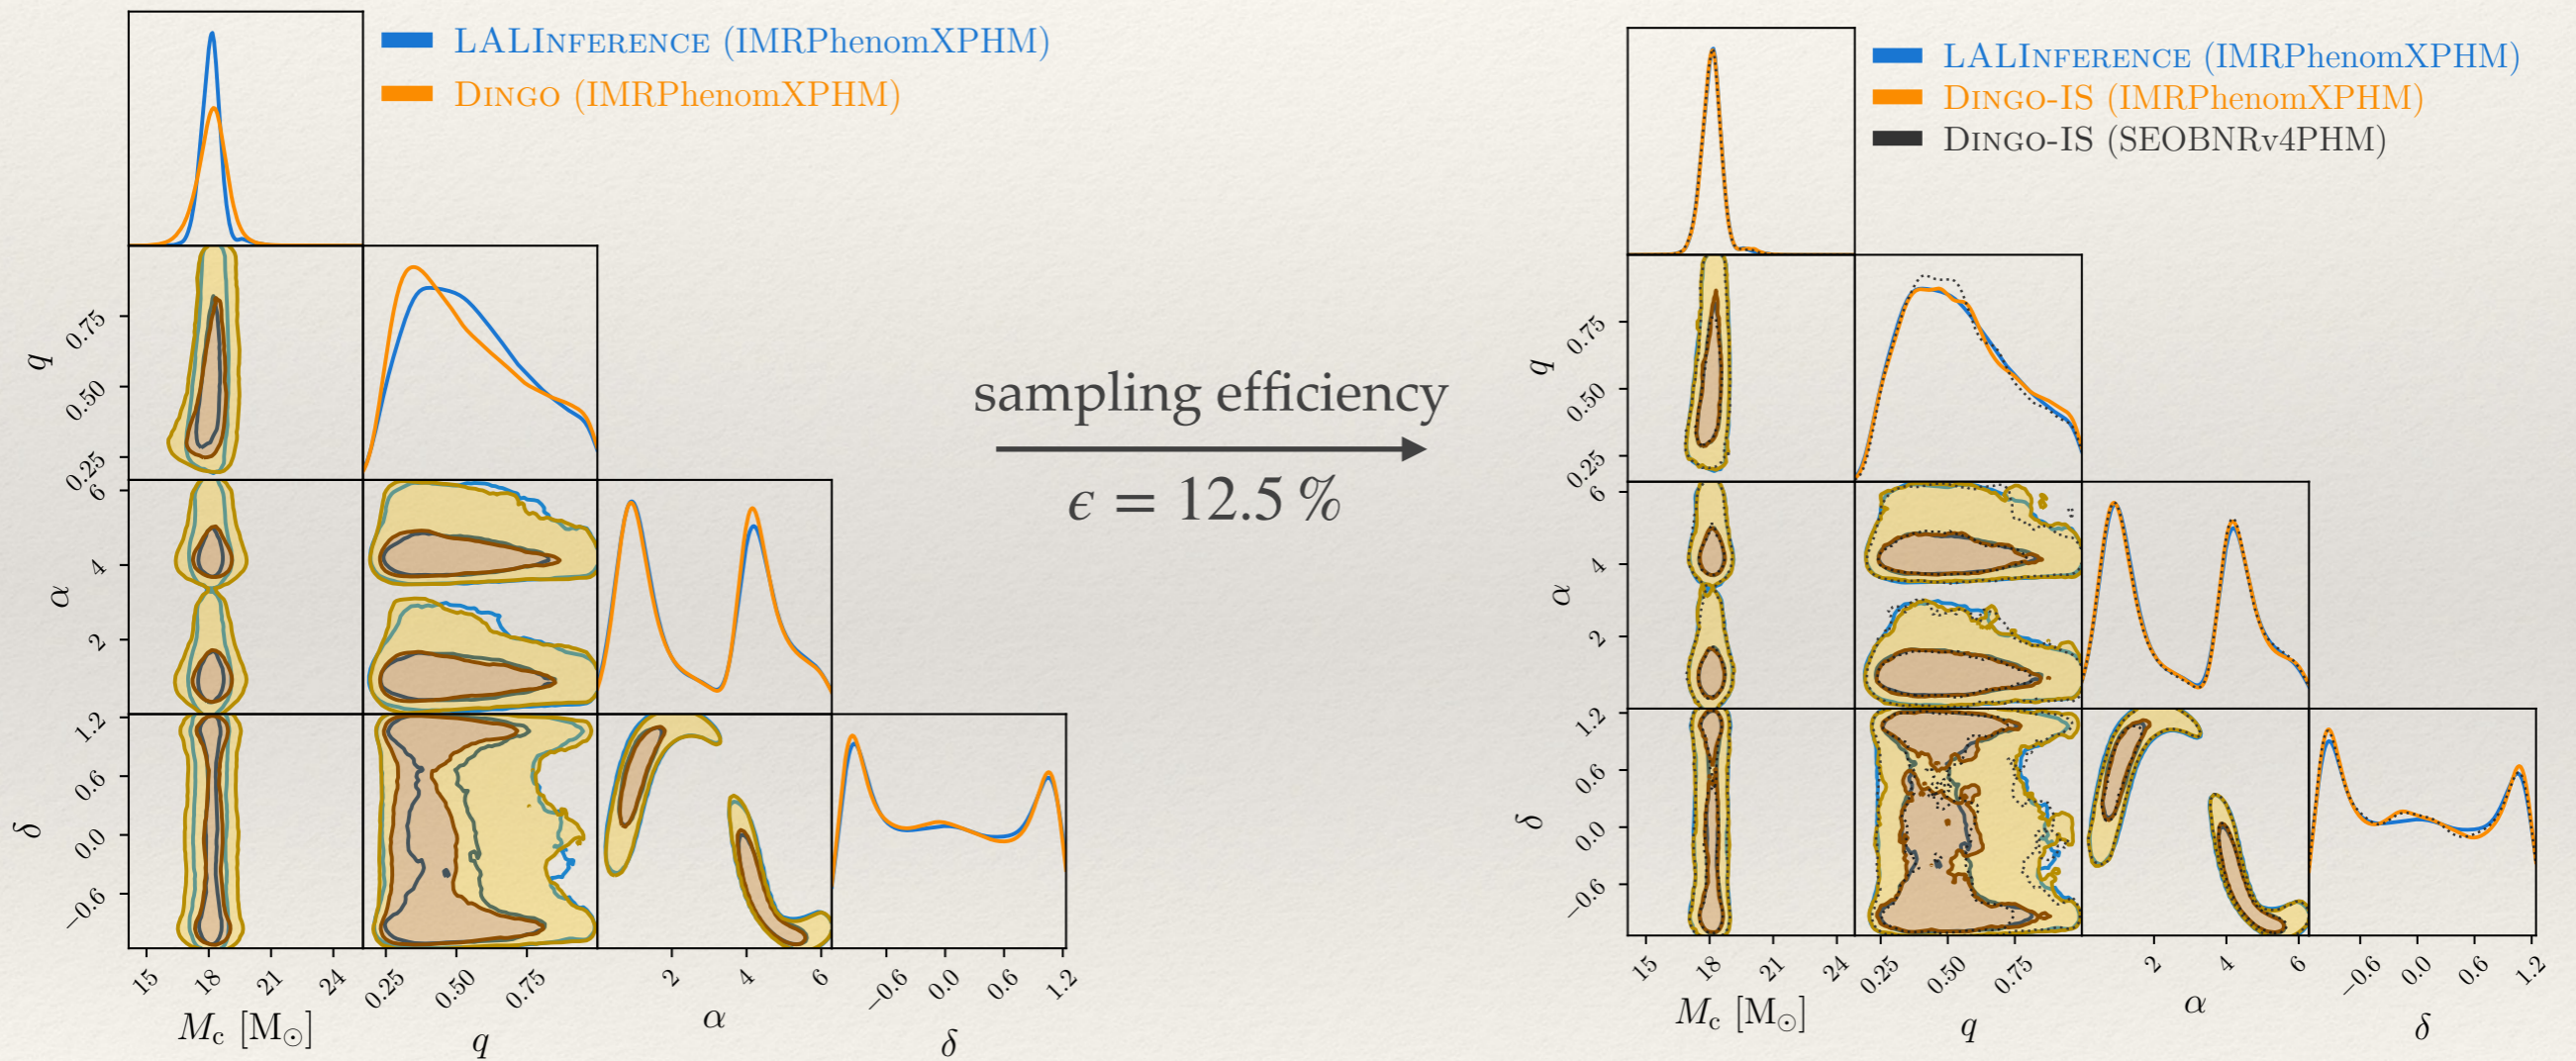 LALInference (IMRPhenomXPHM)
Dingo (IMRPhenomXPHM)
q
0.75
0.50
0.25
α
6
4
2
δ
1.2
0.6
0.0
−0.6
15
18
21
24
0.25
0.50
0.75
2
4
6
−0.6
0.0
0.6
1.2
M_c [M_⊙]
q
α
δ
sampling efficiency
ϵ = 12.5 %
LALInference (IMRPhenomXPHM)
Dingo-IS (IMRPhenomXPHM)
Dingo-IS (SEOBNRv4PHM)
q
0.75
0.50
0.25
α
6
4
2
δ
1.2
0.6
0.0
−0.6
15
18
21
24
0.25
0.50
0.75
2
4
6
−0.6
0.0
0.6
1.2
M_c [M_⊙]
q
α
δ